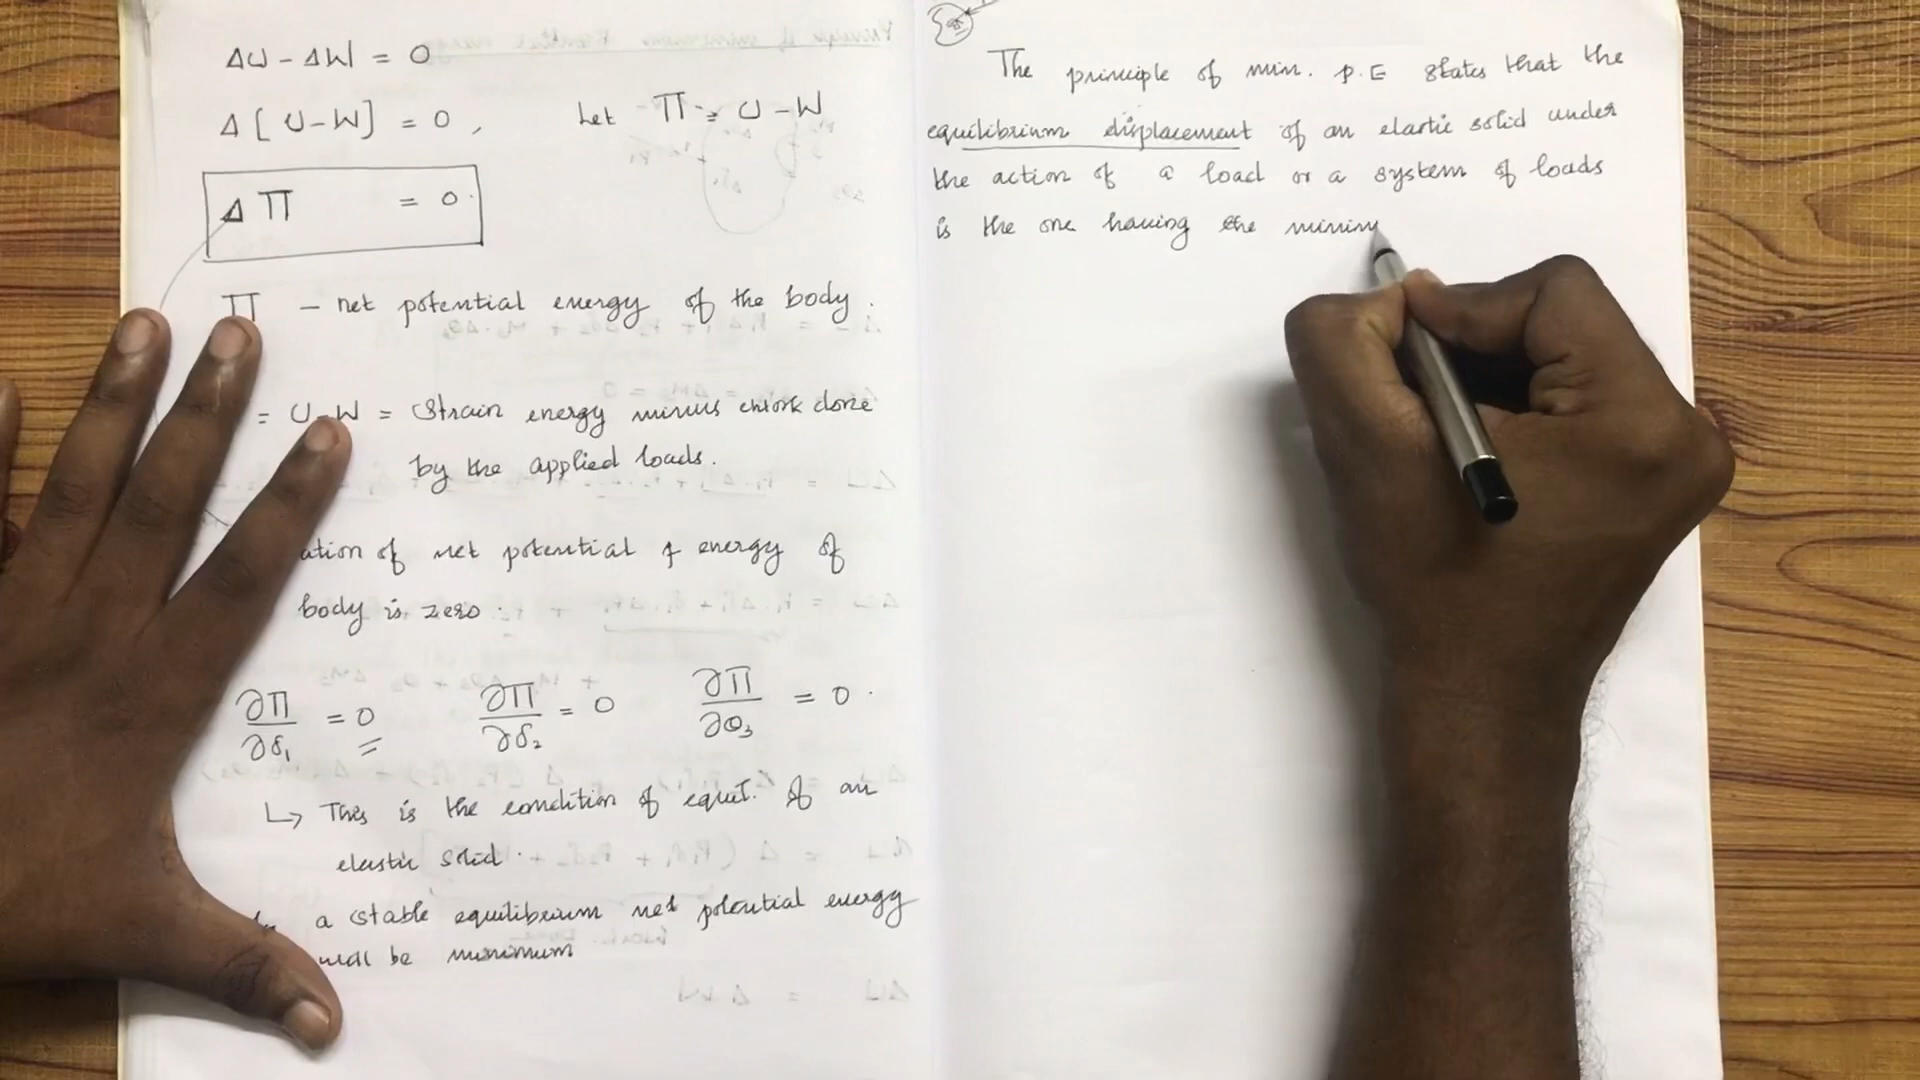 ΔU - ΔW = 0
Δ[U-W] = 0, Let Π = U-W
ΔΠ = 0.
Π - net potential energy of the body.
= U-W = Strain energy minus work done
by the applied loads.
ation of net potential energy of
body is zero.
∂Π/∂δ₁ = 0 ∂Π/∂δ₂ = 0 ∂Π/∂θ₃ = 0.
↳ This is the condition of equil. of an
elastic solid.
a stable equilibrium net potential energy
will be minimum
The principle of min. P.E states that the
equilibrium displacement of an elastic solid under
the action of a load or a system of loads
is the one having the minim